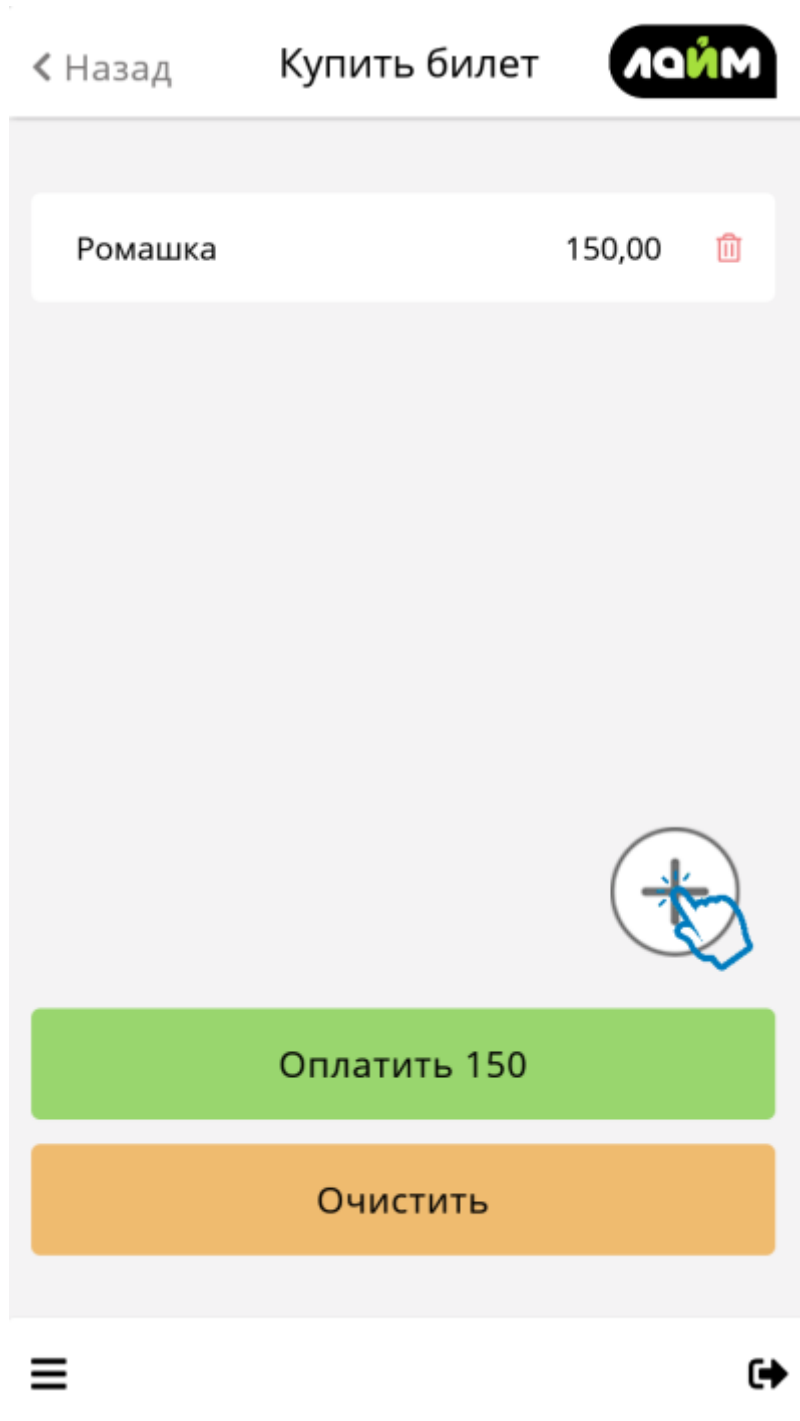 Назад
Купить билет
лайм
Ромашка 150,00
Оплатить 150
Очистить